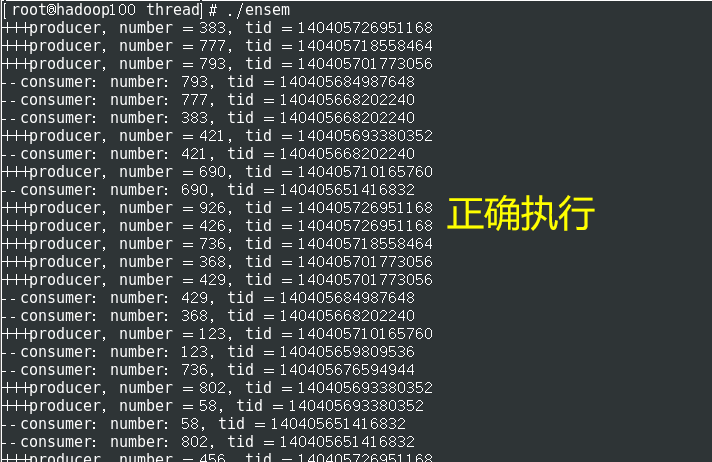 [root@hadoop100 thread]# ./ensem
+++producer, number = 383, tid = 140405726951168
+++producer, number = 777, tid = 140405718558464
+++producer, number = 793, tid = 140405701773056
--consumer: number: 793, tid = 140405684987648
--consumer: number: 777, tid = 140405668202240
--consumer: number: 383, tid = 140405668202240
+++producer, number = 421, tid = 140405693380352
--consumer: number: 421, tid = 140405668202240
+++producer, number = 690, tid = 140405710165760
--consumer: number: 690, tid = 140405651416832
+++producer, number = 926, tid = 140405726951168
正确执行
+++producer, number = 426, tid = 140405726951168
+++producer, number = 736, tid = 140405718558464
+++producer, number = 368, tid = 140405701773056
+++producer, number = 429, tid = 140405701773056
--consumer: number: 429, tid = 140405684987648
--consumer: number: 368, tid = 140405668202240
+++producer, number = 123, tid = 140405710165760
--consumer: number: 123, tid = 140405659809536
--consumer: number: 736, tid = 140405676594944
+++producer, number = 802, tid = 140405693380352
+++producer, number = 58, tid = 140405693380352
--consumer: number: 58, tid = 140405651416832
--consumer: number: 802, tid = 140405651416832
+++producer, number = 456, tid = 140405726951168